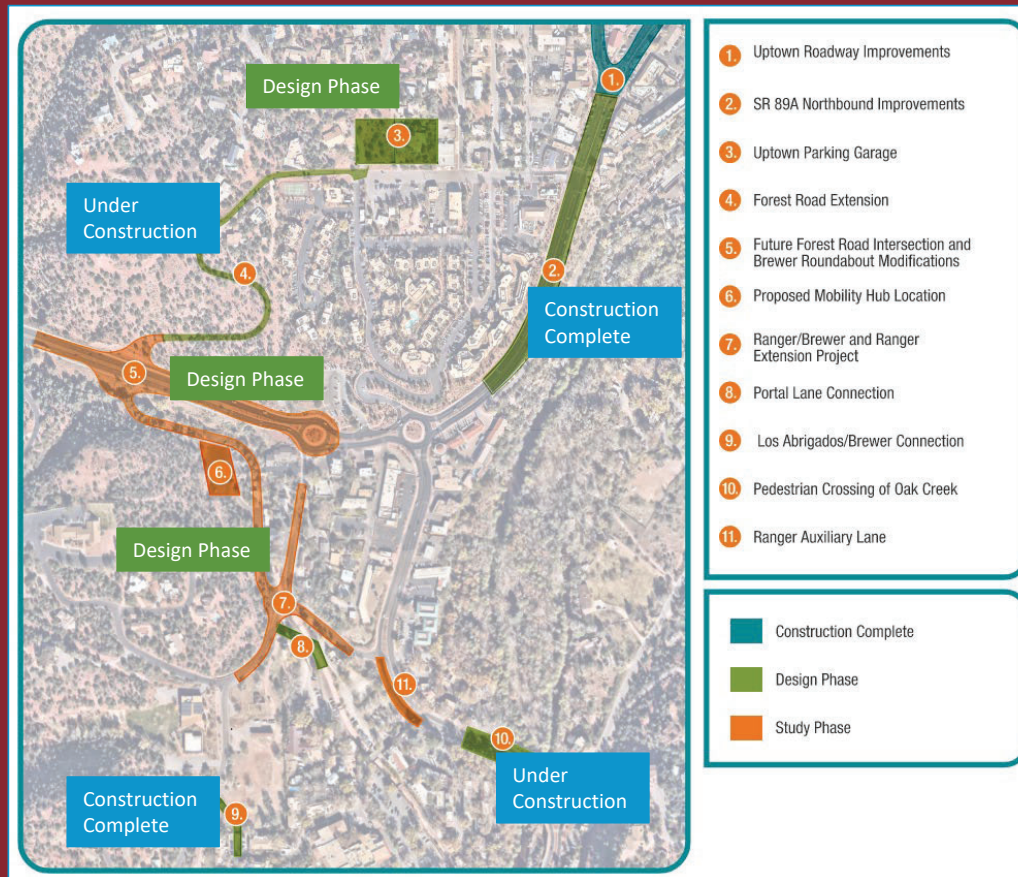 Design Phase
1.
3.
Under
Construction
4.
2.
Construction
Complete
5.
Design Phase
6.
Design Phase
7.
8.
11.
10.
Under
Construction
Construction
Complete
9.
1. Uptown Roadway Improvements
2. SR 89A Northbound Improvements
3. Uptown Parking Garage
4. Forest Road Extension
5. Future Forest Road Intersection and
Brewer Roundabout Modifications
6. Proposed Mobility Hub Location
7. Ranger/Brewer and Ranger
Extension Project
8. Portal Lane Connection
9. Los Abrigados/Brewer Connection
10. Pedestrian Crossing of Oak Creek
11. Ranger Auxiliary Lane
Construction Complete
Design Phase
Study Phase